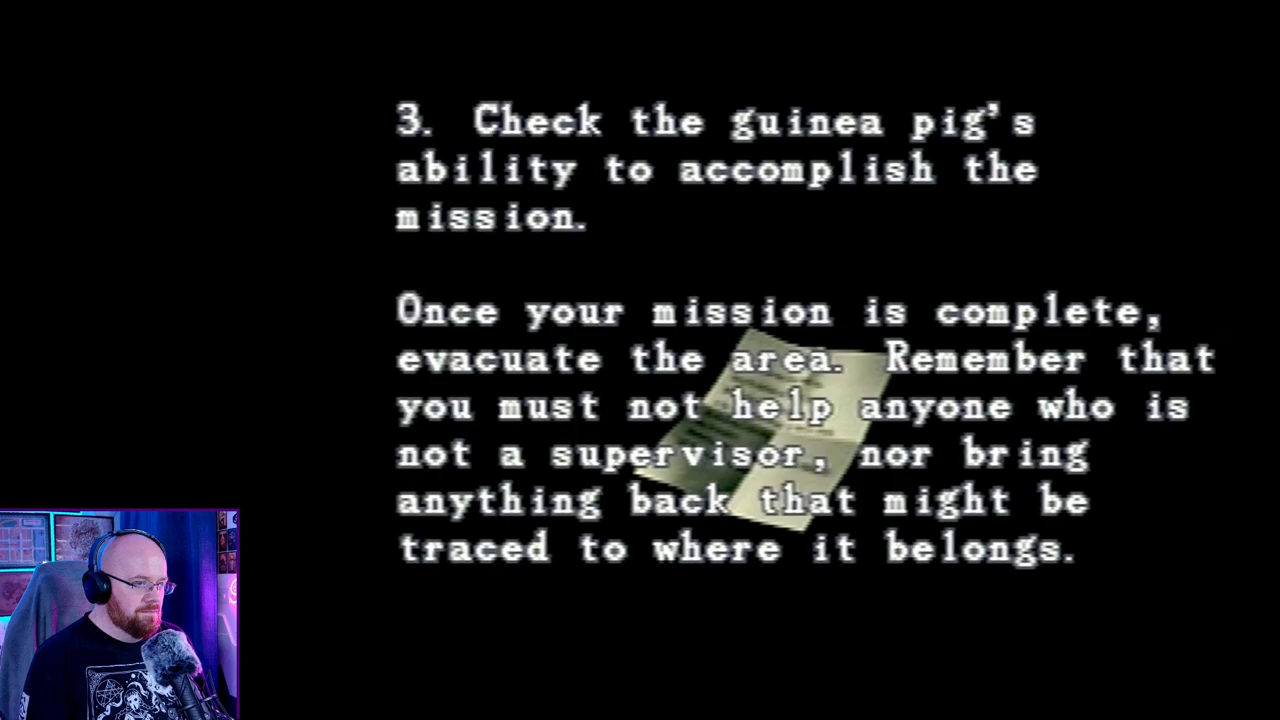 3. Check the guinea pig's
ability to accomplish the
mission.
Once your mission is complete,
evacuate the area. Remember that
you must not help anyone who is
not a supervisor, nor bring
anything back that might be
traced to where it belongs.